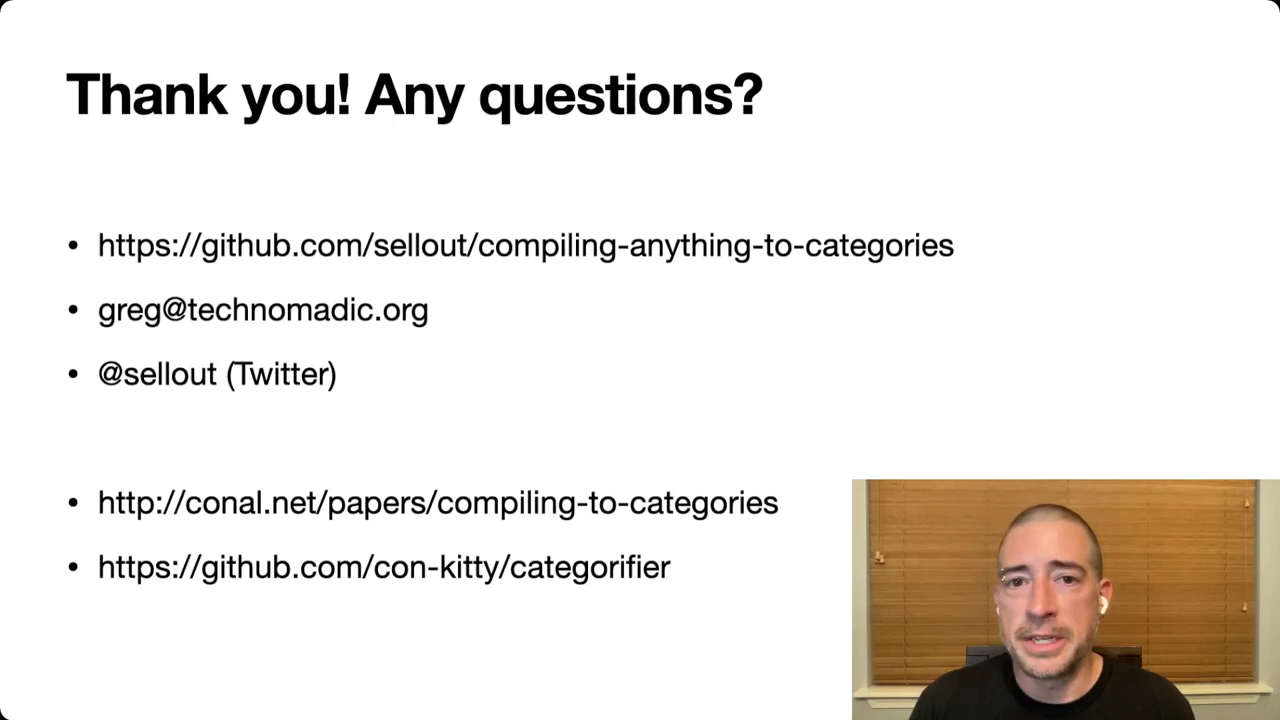 Thank you! Any questions?
• https://github.com/sellout/compiling-anything-to-categories
• greg@technomadic.org
• @sellout (Twitter)
• http://conal.net/papers/compiling-to-categories
• https://github.com/con-kitty/categorifier